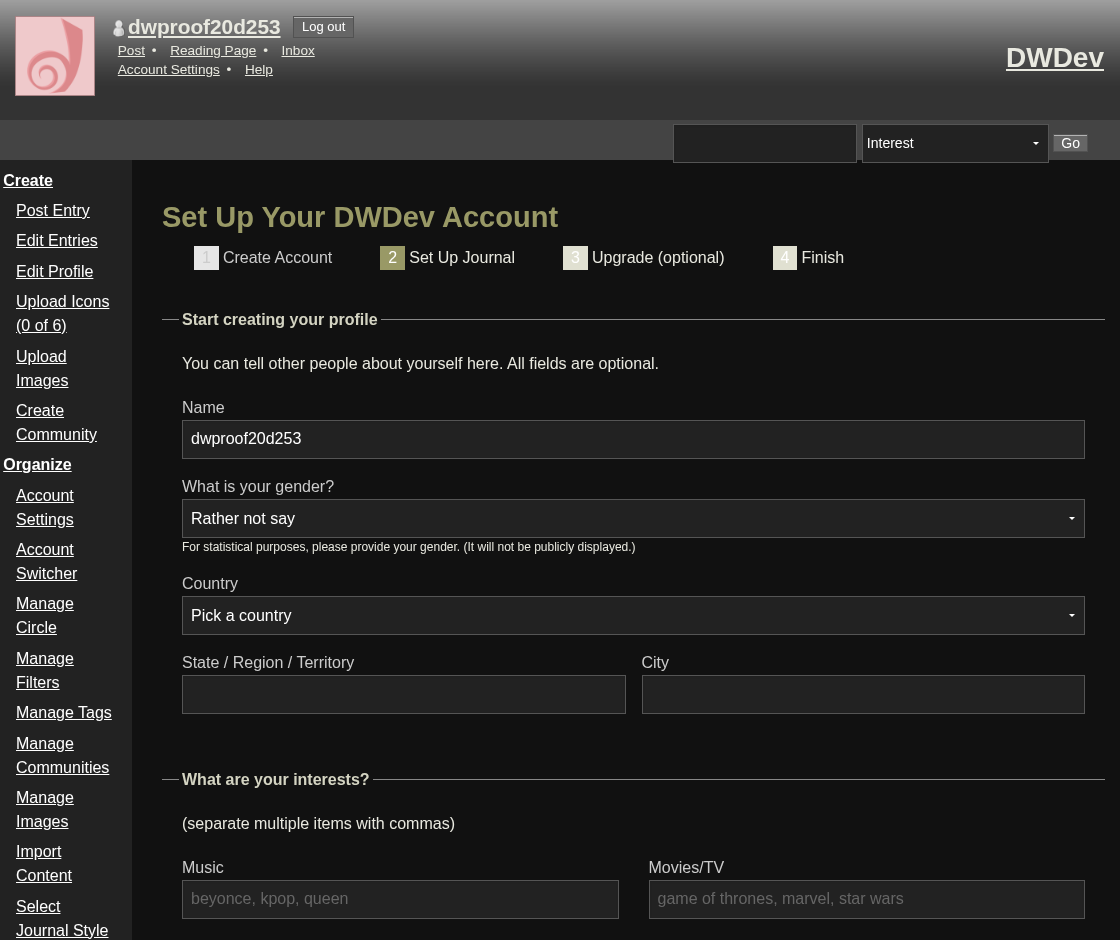 dwproof20d253 Log out
Post • Reading Page • Inbox
Account Settings • Help
DWDev
Interest Go
Create
Post Entry
Edit Entries
Edit Profile
Upload Icons
(0 of 6)
Upload
Images
Create
Community
Organize
Account
Settings
Account
Switcher
Manage
Circle
Manage
Filters
Manage Tags
Manage
Communities
Manage
Images
Import
Content
Select
Journal Style
Set Up Your DWDev Account
1 Create Account 2 Set Up Journal 3 Upgrade (optional) 4 Finish
Start creating your profile
You can tell other people about yourself here. All fields are optional.
Name
dwproof20d253
What is your gender?
Rather not say
For statistical purposes, please provide your gender. (It will not be publicly displayed.)
Country
Pick a country
State / Region / Territory City
What are your interests?
(separate multiple items with commas)
Music Movies/TV
beyonce, kpop, queen game of thrones, marvel, star wars